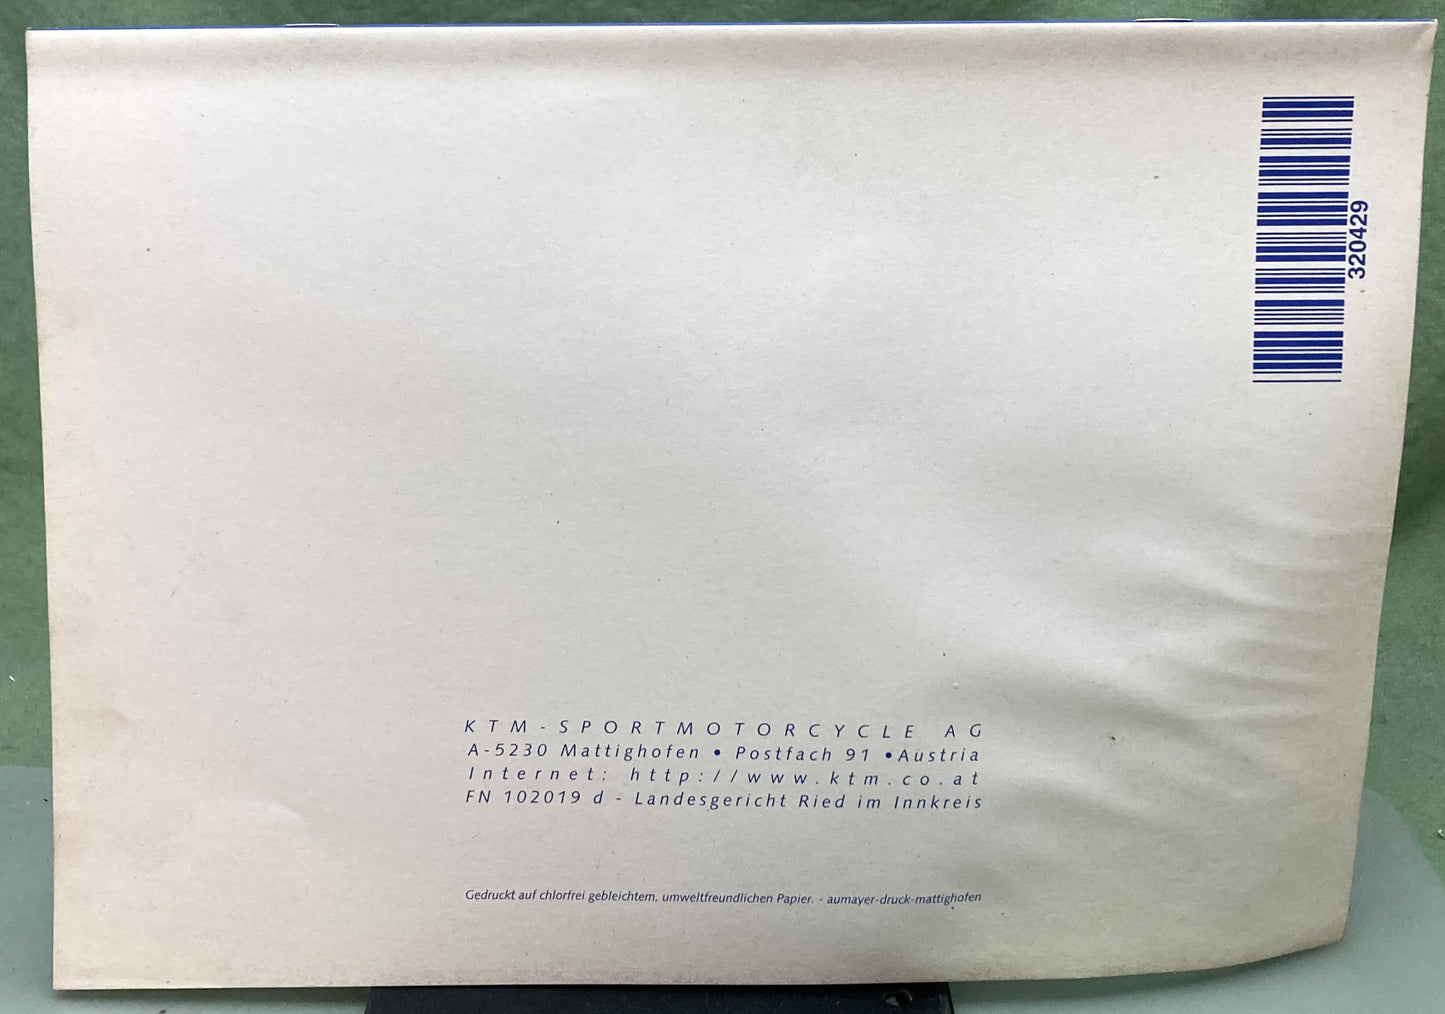 320429
KTM-SPORTMOTORCYCLE AG
A-5230 Mattighofen • Postfach 91 •Austria
Internet: http://www.ktm.co.at
FN 102019 d - Landesgericht Ried im Innkreis
Gedruckt auf chlorfrei gebleichtem, umweltfreundlichen Papier. - aumayer-druck-mattighofen